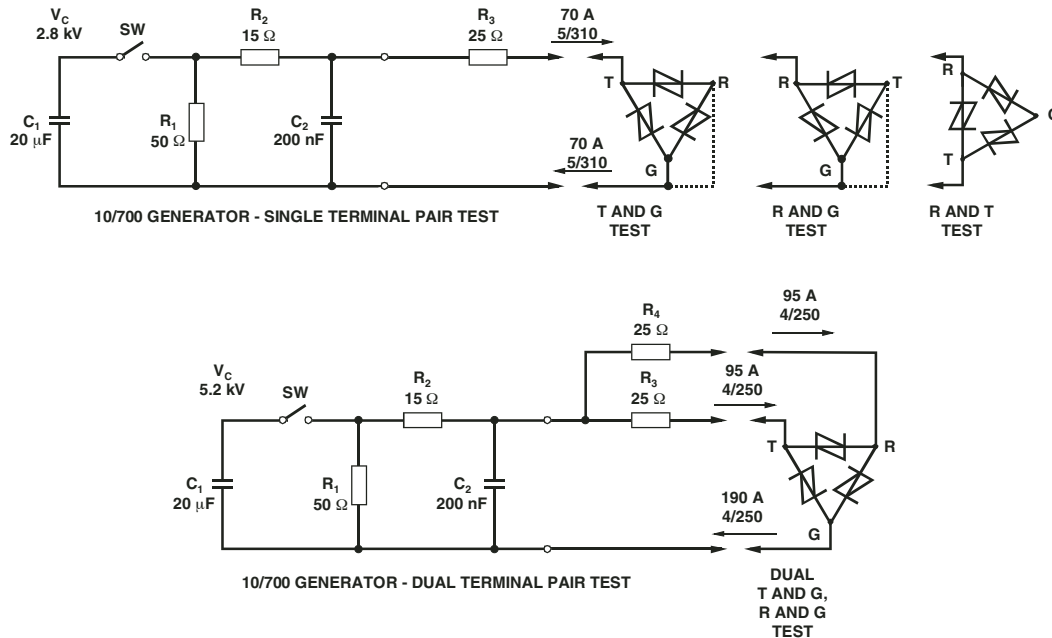 V_C
2.8 kV
SW
R_2
15 Ω
R_3
25 Ω
70 A
5/310
C_1
20 μF
R_1
50 Ω
C_2
200 nF
70 A
5/310
T
R
G
R
T
G
R
T
10/700 GENERATOR - SINGLE TERMINAL PAIR TEST
T AND G
TEST
R AND G
TEST
R AND T
TEST
95 A
4/250
R_4
25 Ω
V_C
5.2 kV
SW
R_2
15 Ω
R_3
25 Ω
95 A
4/250
C_1
20 μF
R_1
50 Ω
C_2
200 nF
T
R
190 A
4/250
G
10/700 GENERATOR - DUAL TERMINAL PAIR TEST
DUAL
T AND G,
R AND G
TEST